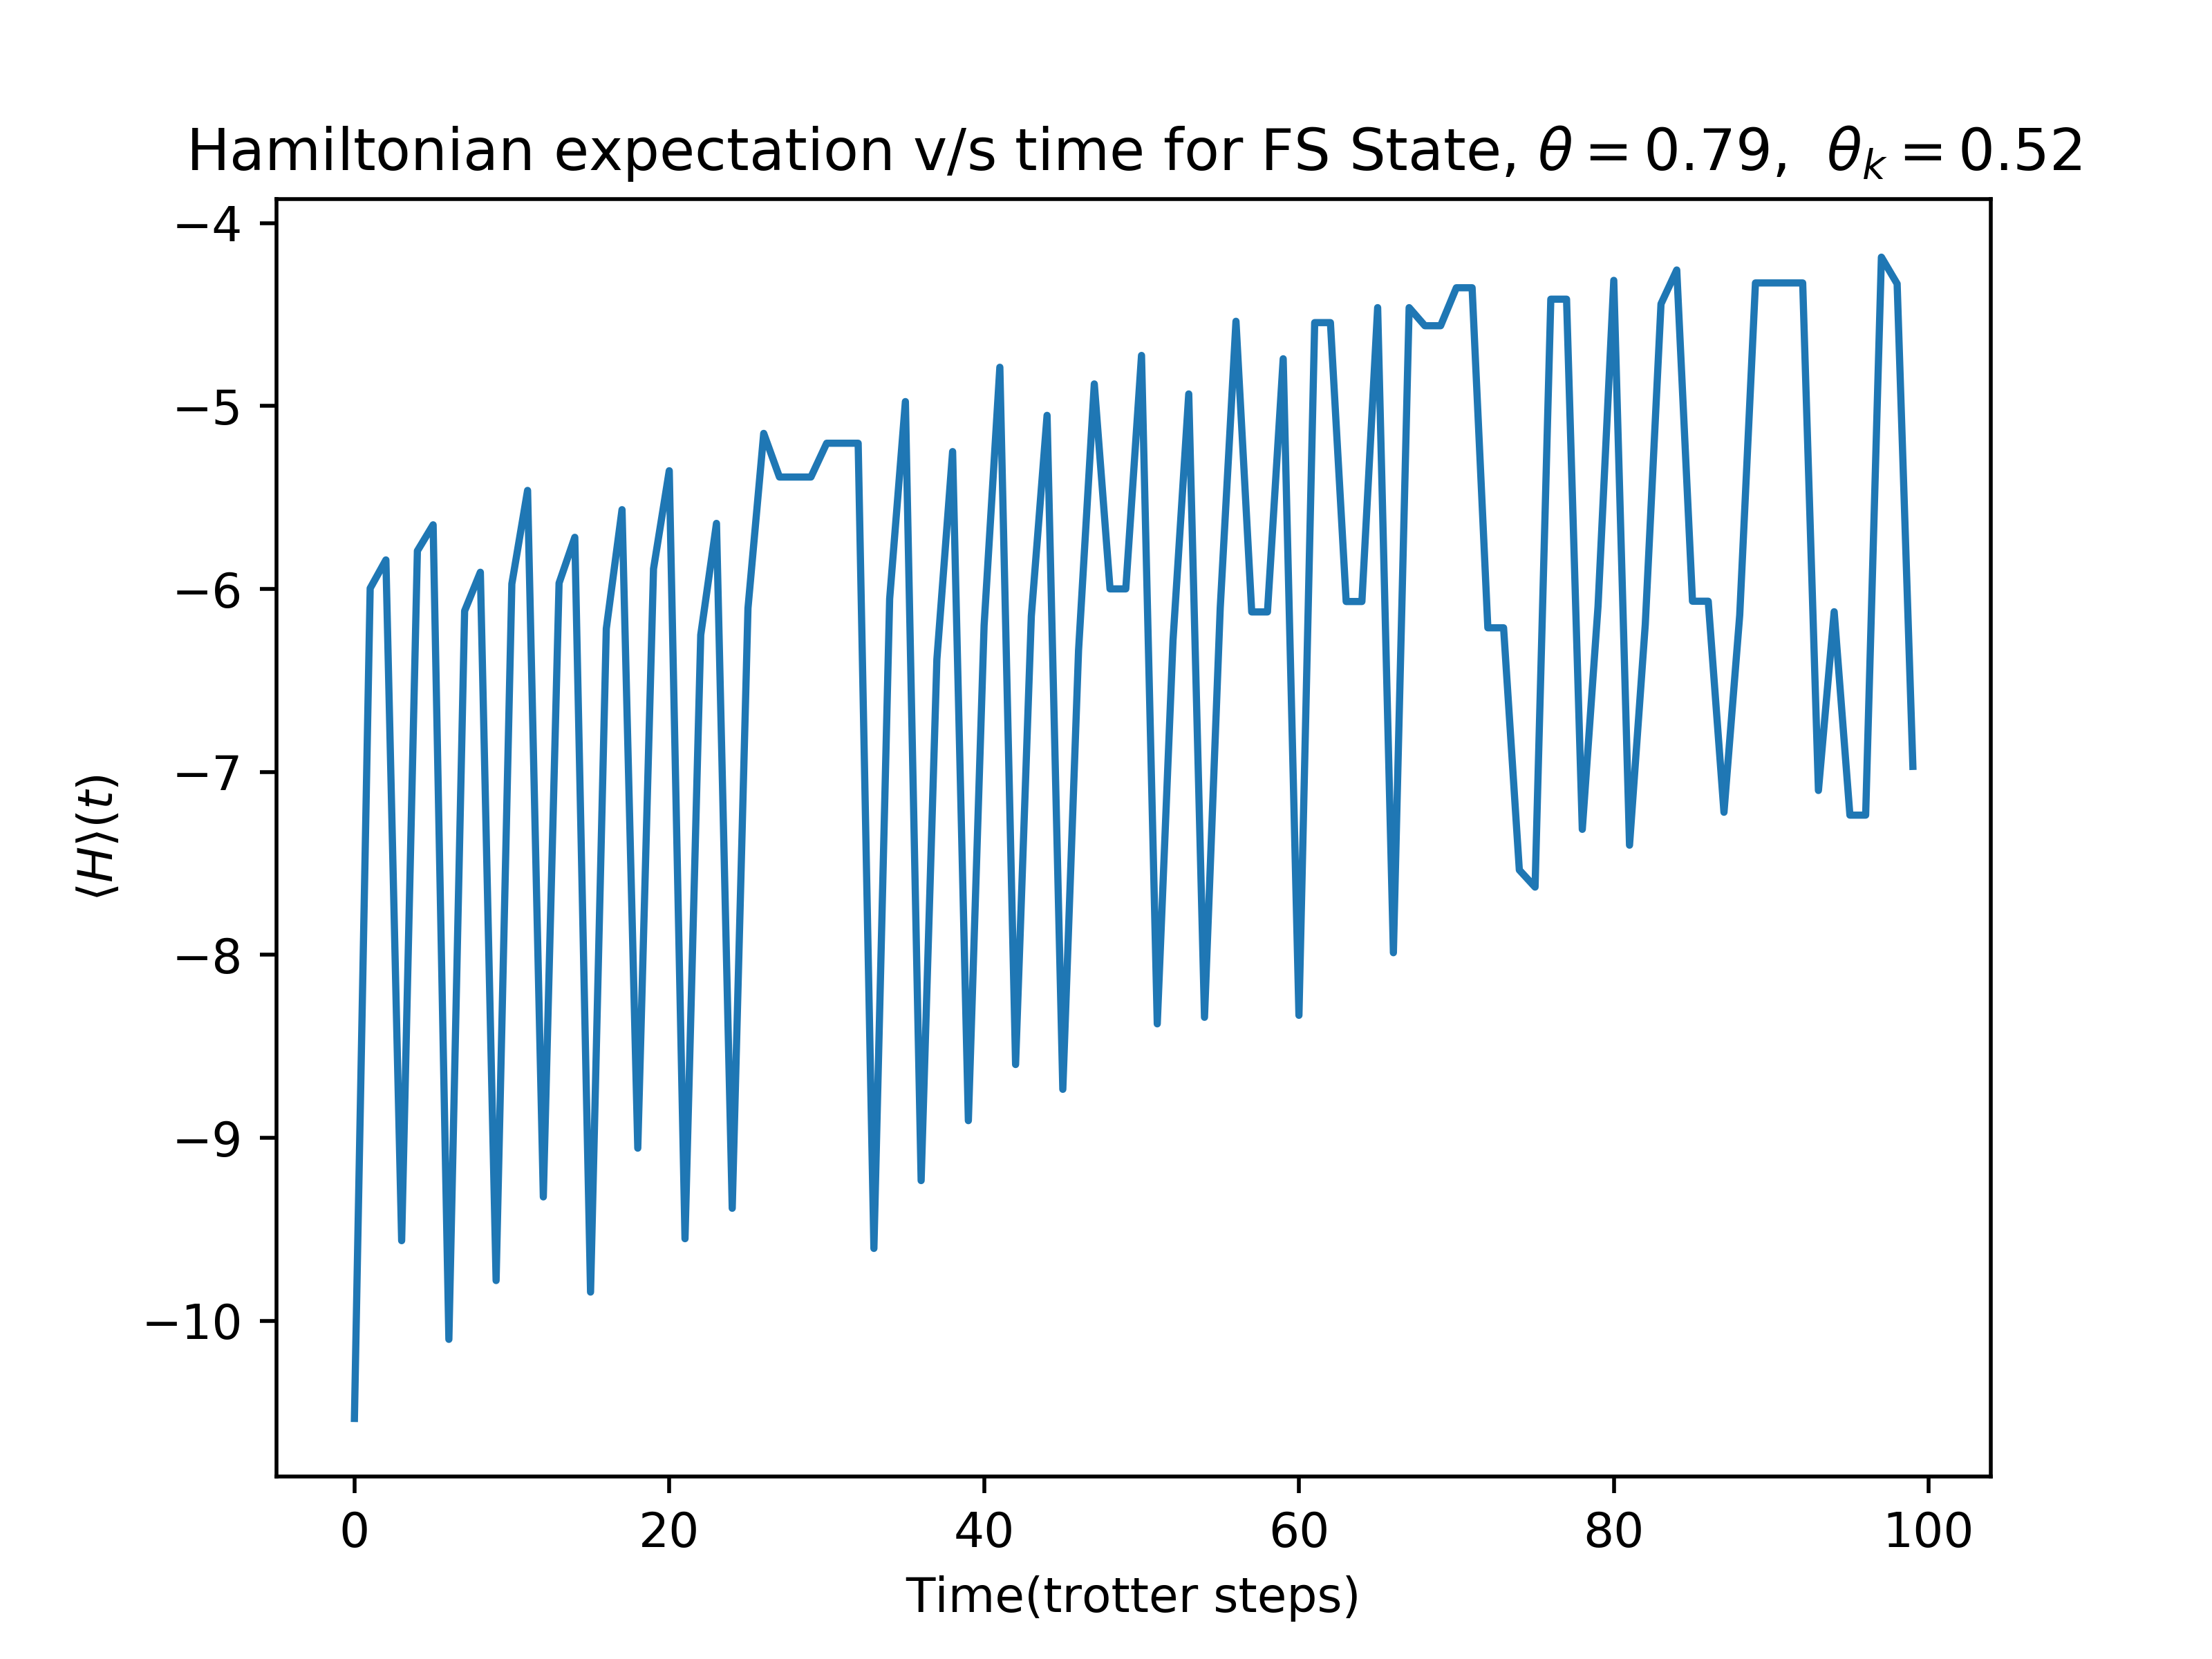 Hamiltonian expectation v/s time for FS State, θ = 0.79, θₖ = 0.52
−4
−5
−6
−7
−8
−9
−10
⟨H⟩(t)
0 20 40 60 80 100
Time(trotter steps)